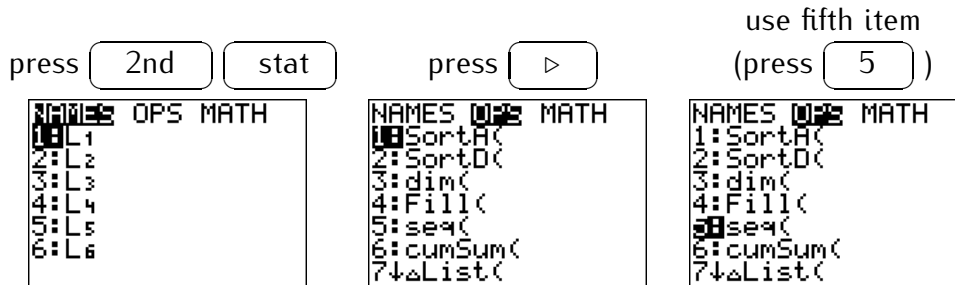 press 2nd stat
NAMES OPS MATH
1:L1
2:L2
3:L3
4:L4
5:L5
6:L6
press ▷
NAMES OPS MATH
1:SortA(
2:SortD(
3:dim(
4:Fill(
5:seq(
6:cumSum(
7↓△List(
use fifth item
(press 5 )
NAMES OPS MATH
1:SortA(
2:SortD(
3:dim(
4:Fill(
5:seq(
6:cumSum(
7↓△List(